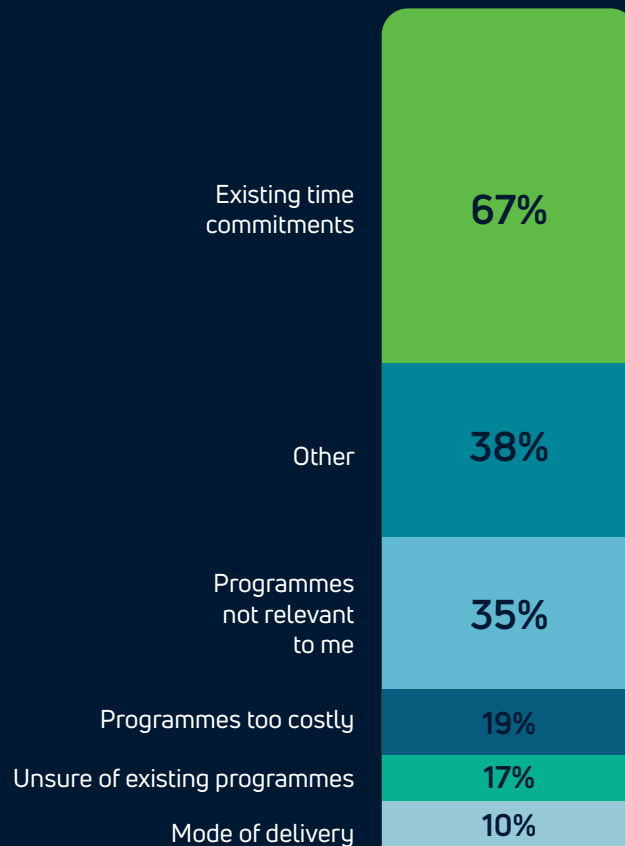 Existing time
commitments
67%
Other
38%
Programmes
not relevant
to me
35%
Programmes too costly
19%
Unsure of existing programmes
17%
Mode of delivery
10%